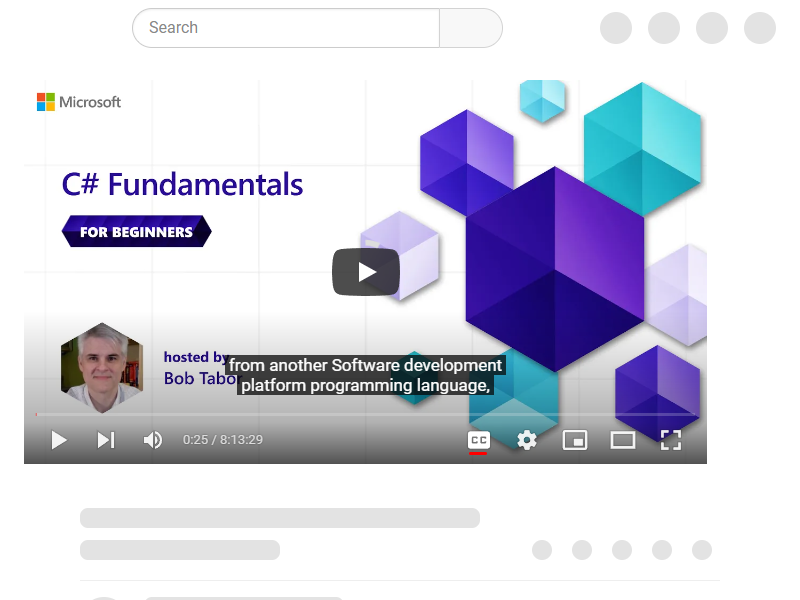 Search
Microsoft
C# Fundamentals
FOR BEGINNERS
hosted by
Bob Tabor
from another Software development
platform programming language,
0:25 / 8:13:29
CC